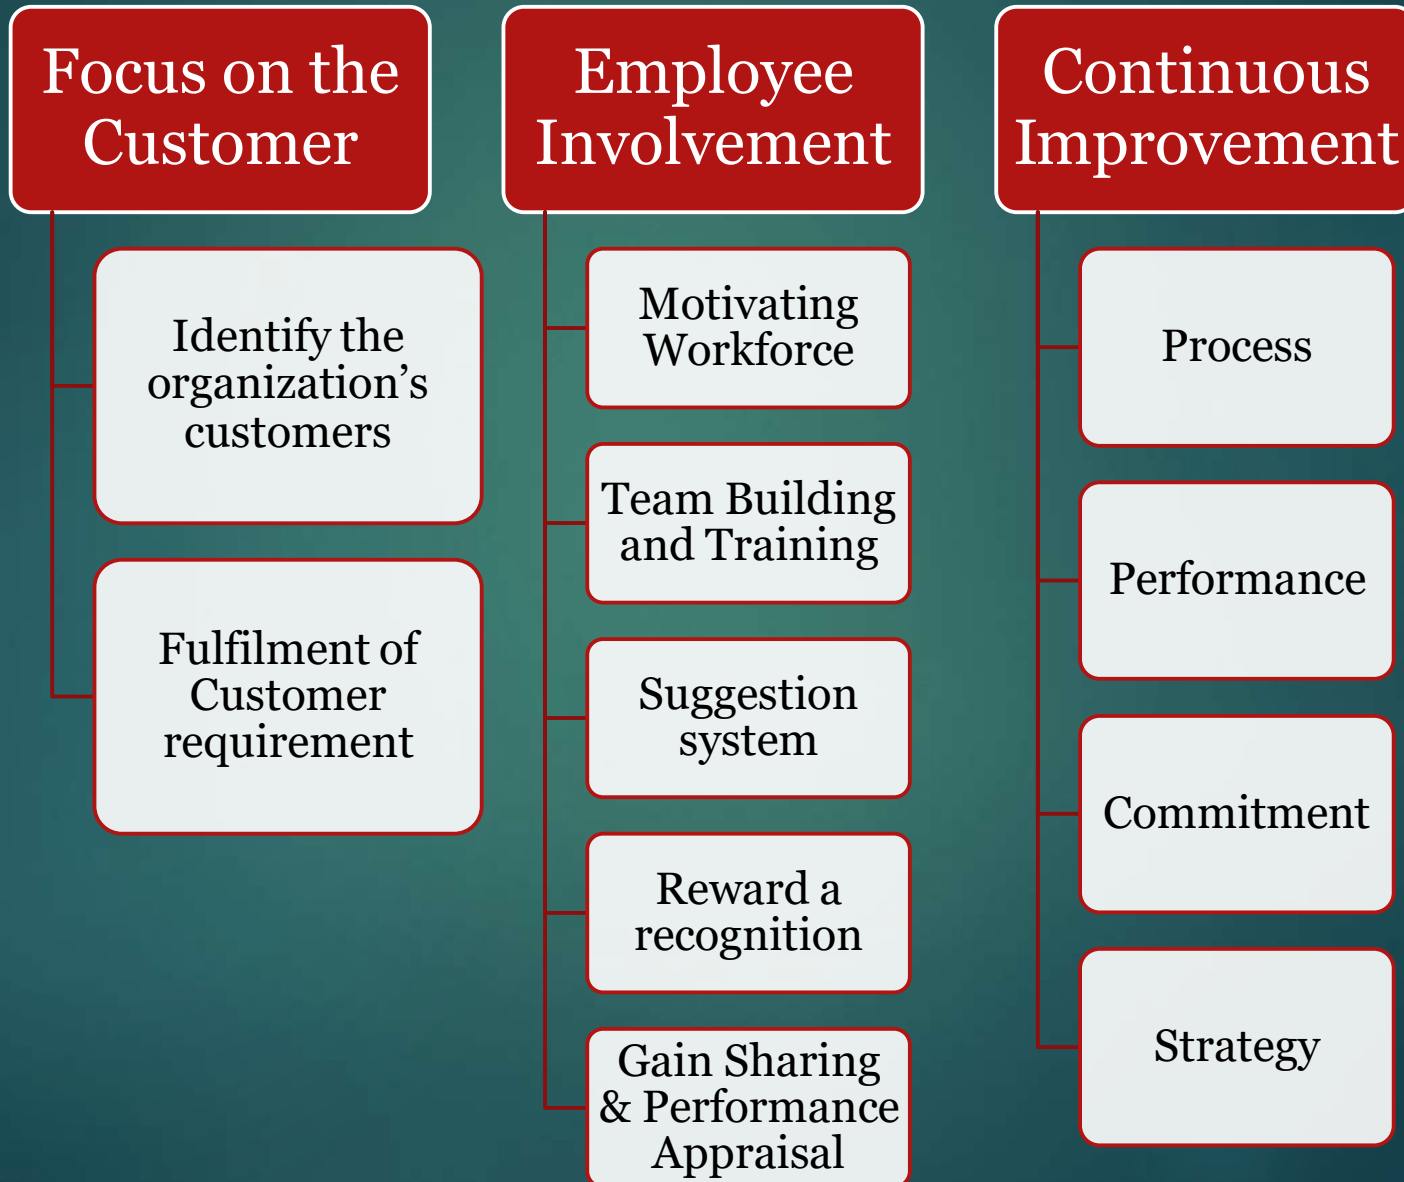 Focus on the
Customer
Identify the
organization’s
customers
Fulfilment of
Customer
requirement
Employee
Involvement
Motivating
Workforce
Team Building
and Training
Suggestion
system
Reward a
recognition
Gain Sharing
& Performance
Appraisal
Continuous
Improvement
Process
Performance
Commitment
Strategy